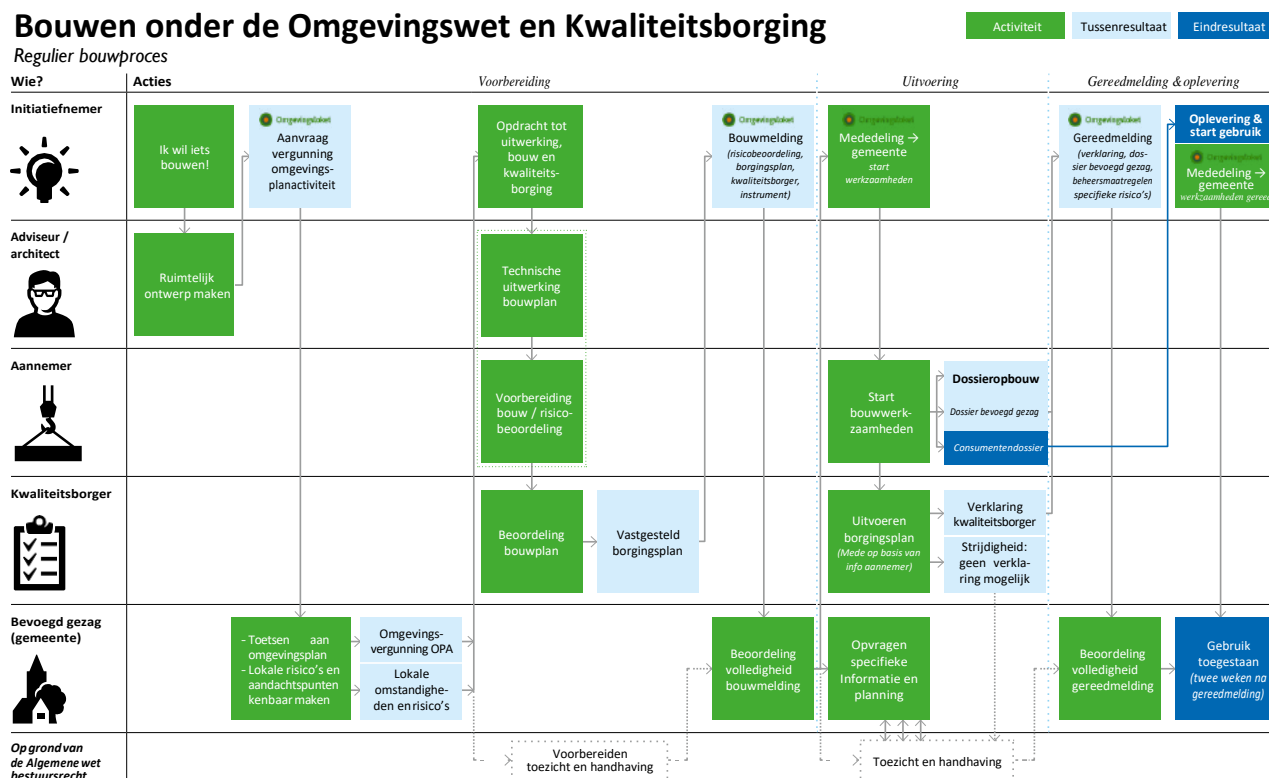 Bouwen onder de Omgevingswet en Kwaliteitsborging
Regulier bouwproces
Activiteit
Tussenresultaat
Eindresultaat
Wie?
Acties
Voorbereiding
Uitvoering
Gereedmelding & oplevering
Initiatiefnemer
Ik wil iets
bouwen!
Omgevingsloket
Aanvraag
vergunning
omgevings-
planactiviteit
Opdracht tot
uitwerking,
bouw en
kwaliteits-
borging
Omgevingsloket
Bouwmelding
(risicobeoordeling,
borgingsplan,
kwaliteitsborger,
instrument)
Omgevingsloket
Mededeling →
gemeente
start
werkzaamheden
Omgevingsloket
Gereedmelding
(verklaring, dos-
sier bevoegd gezag,
beheersmaatregelen
specifieke risico's)
Oplevering &
start gebruik
Omgevingsloket
Mededeling →
gemeente
werkzaamheden gereed
Adviseur /
architect
Ruimtelijk
ontwerp maken
Technische
uitwerking
bouwplan
Aannemer
Voorbereiding
bouw / risico-
beoordeling
Start
bouwwerk-
zaamheden
Dossieropbouw
Dossier bevoegd gezag
Consumentendossier
Kwaliteitsborger
Beoordeling
bouwplan
Vastgesteld
borgingsplan
Uitvoeren
borgingsplan
(Mede op basis van
info aannemer)
Verklaring
kwaliteitsborger
Strijdigheid:
geen verkla-
ring mogelijk
Bevoegd gezag
(gemeente)
- Toetsen aan
omgevingsplan
- Lokale risico's en
aandachtspunten
kenbaar maken
Omgevings-
vergunning OPA
Lokale
omstandighe-
den en risico's
Beoordeling
volledigheid
bouwmelding
Opvragen
specifieke
Informatie en
planning
Beoordeling
volledigheid
gereedmelding
Gebruik
toegestaan
(twee weken na
gereedmelding)
Op grond van
de Algemene wet
bestuursrecht
Voorbereiden
toezicht en handhaving
Toezicht en handhaving